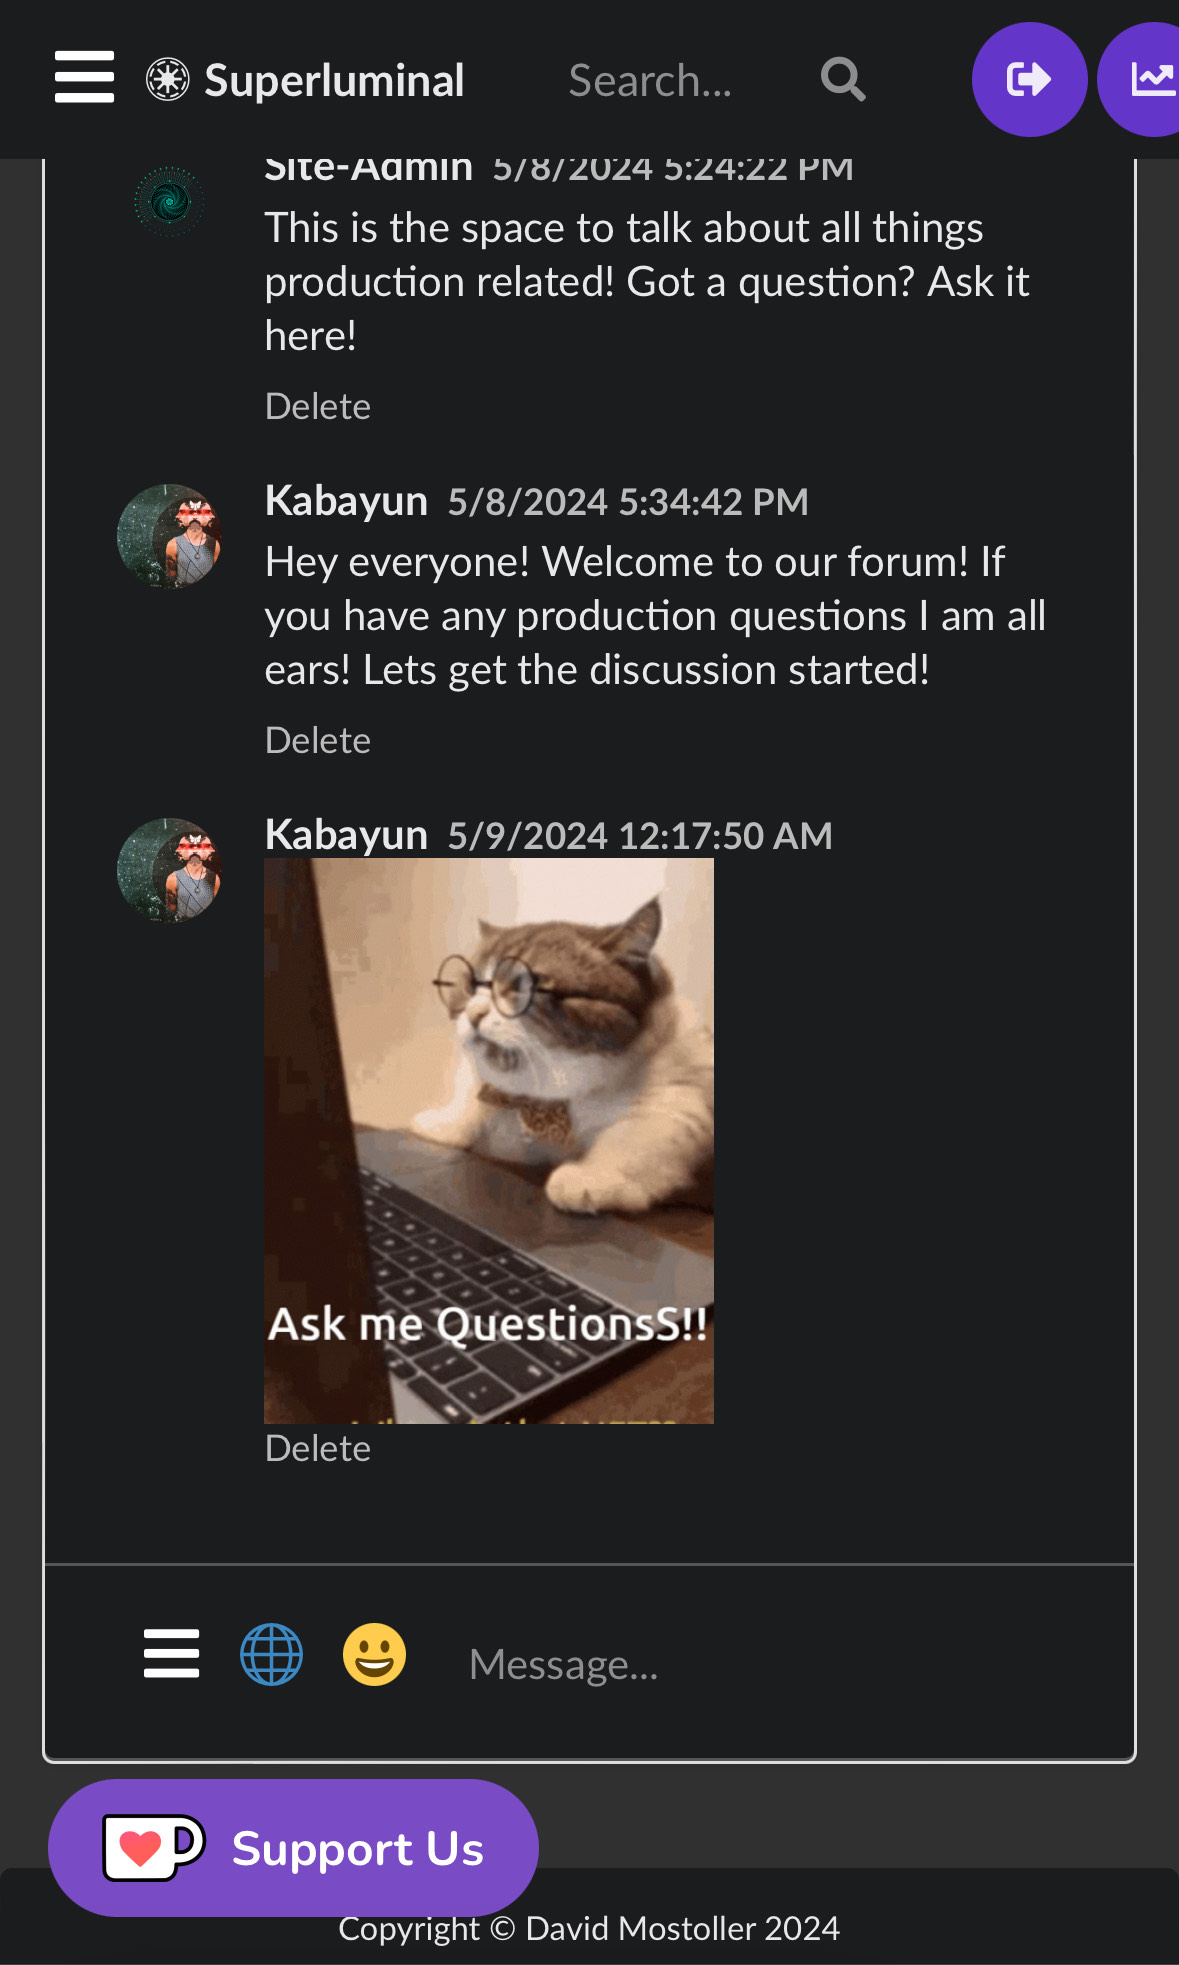 Superluminal
Search...
Site-Admin 5/8/2024 5:24:22 PM
This is the space to talk about all things
production related! Got a question? Ask it
here!
Delete
Kabayun 5/8/2024 5:34:42 PM
Hey everyone! Welcome to our forum! If
you have any production questions I am all
ears! Lets get the discussion started!
Delete
Kabayun 5/9/2024 12:17:50 AM
Ask me QuestionsS!!
Delete
Message...
Support Us
Copyright © David Mostoller 2024